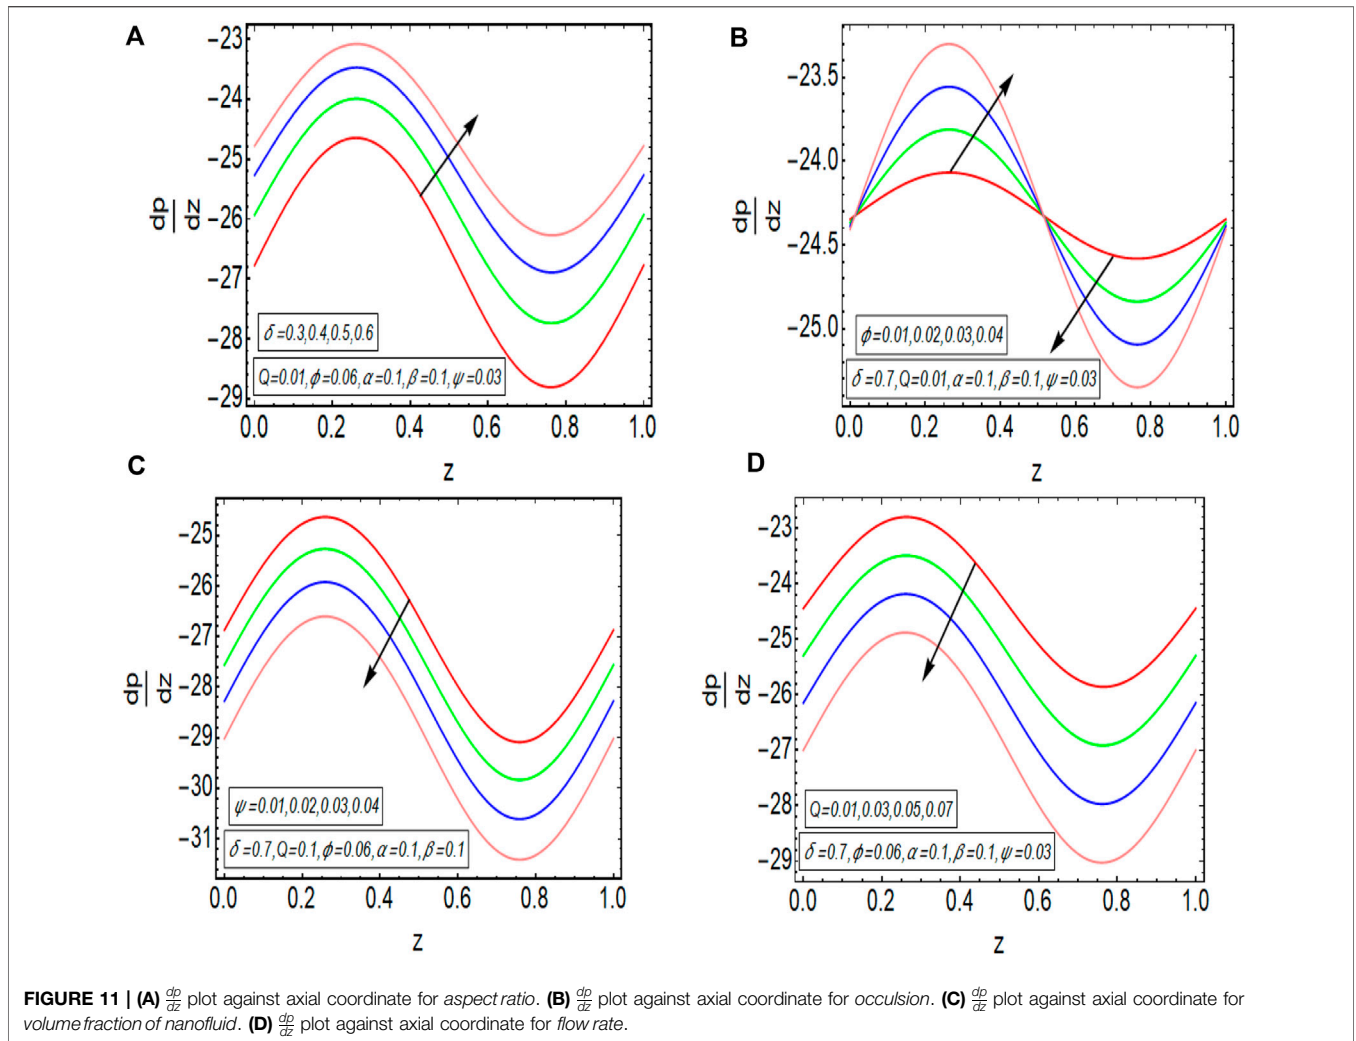 A
−23
−24
−25
−26
−27
−28
−29
dp
dz
δ=0.3,0.4,0.5,0.6
Q=0.01,ϕ=0.06,α=0.1,β=0.1,ψ=0.03
0.0 0.2 0.4 0.6 0.8 1.0
z
B
−23.5
−24.0
−24.5
−25.0
dp
dz
ϕ=0.01,0.02,0.03,0.04
δ=0.7,Q=0.01,α=0.1,β=0.1,ψ=0.03
0.0 0.2 0.4 0.6 0.8 1.0
z
C
−25
−26
−27
−28
−29
−30
−31
dp
dz
ψ=0.01,0.02,0.03,0.04
δ=0.7,Q=0.1,ϕ=0.06,α=0.1,β=0.1
0.0 0.2 0.4 0.6 0.8 1.0
z
D
−23
−24
−25
−26
−27
−28
−29
dp
dz
Q=0.01,0.03,0.05,0.07
δ=0.7,ϕ=0.06,α=0.1,β=0.1,ψ=0.03
0.0 0.2 0.4 0.6 0.8 1.0
z
FIGURE 11 | (A) dp/dz plot against axial coordinate for aspect ratio. (B) dp/dz plot against axial coordinate for occulsion. (C) dp/dz plot against axial coordinate for
volume fraction of nanofluid. (D) dp/dz plot against axial coordinate for flow rate.